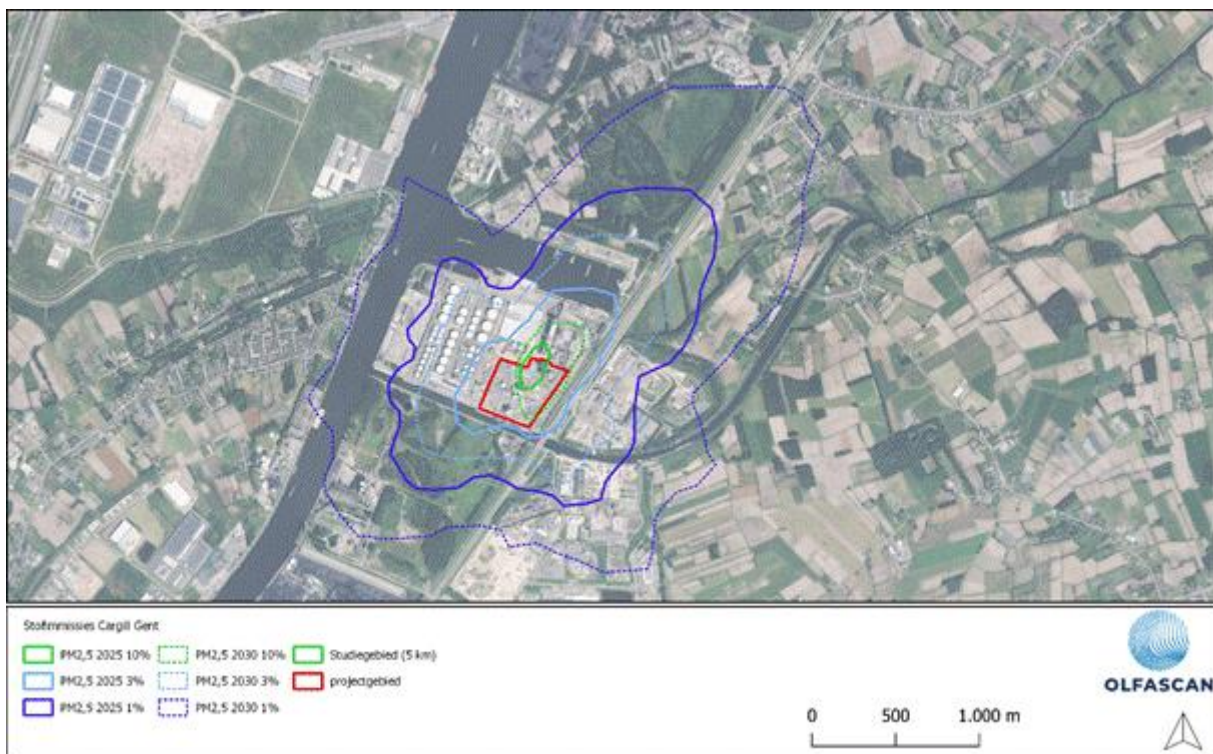 Stofimmissies Cargill Gent
PM2,5 2025 10% PM2,5 2030 10% Studiegebied (5 km)
PM2,5 2025 3% PM2,5 2030 3% projectgebied
PM2,5 2025 1% PM2,5 2030 1%
0 500 1.000 m
OLFASCAN